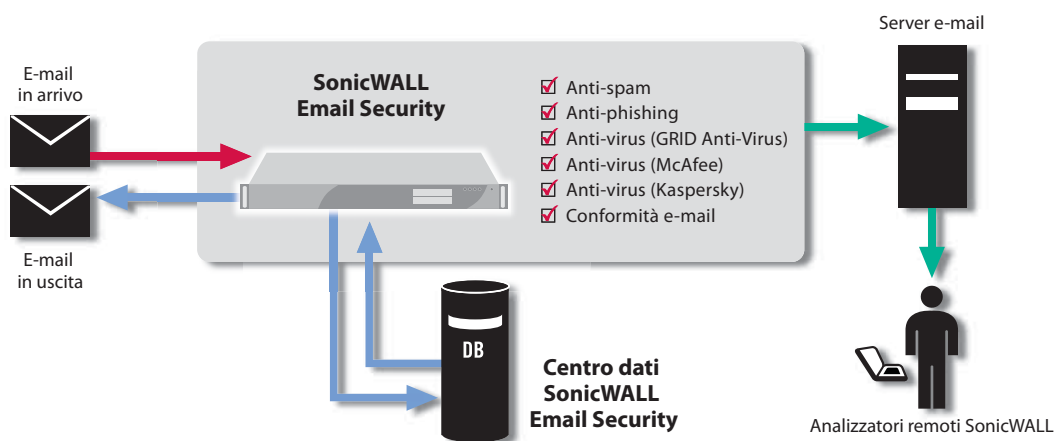 E-mail
in arrivo
E-mail
in uscita
SonicWALL
Email Security
Anti-spam
Anti-phishing
Anti-virus (GRID Anti-Virus)
Anti-virus (McAfee)
Anti-virus (Kaspersky)
Conformità e-mail
Server e-mail
DB
Centro dati
SonicWALL
Email Security
Analizzatori remoti SonicWALL